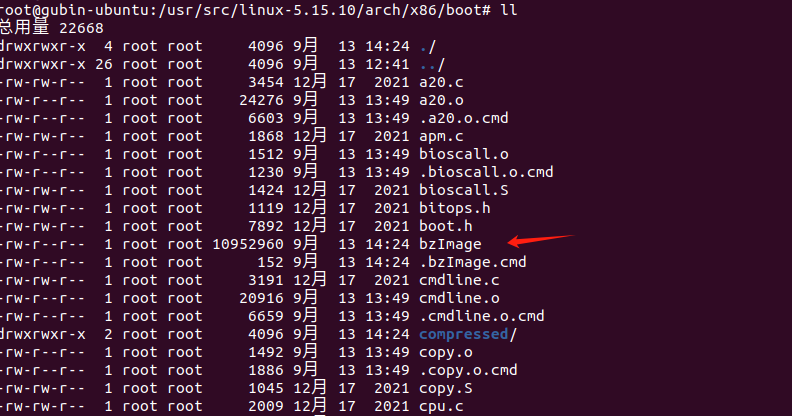 root@gubin-ubuntu:/usr/src/linux-5.15.10/arch/x86/boot# ll
总用量 22668
drwxrwxr-x 4 root root 4096 9月 13 14:24 ./
drwxrwxr-x 26 root root 4096 9月 13 12:41 ../
-rw-rw-r-- 1 root root 3454 12月 17 2021 a20.c
-rw-r--r-- 1 root root 24276 9月 13 13:49 a20.o
-rw-r--r-- 1 root root 6603 9月 13 13:49 .a20.o.cmd
-rw-rw-r-- 1 root root 1868 12月 17 2021 apm.c
-rw-r--r-- 1 root root 1512 9月 13 13:49 bioscall.o
-rw-r--r-- 1 root root 1230 9月 13 13:49 .bioscall.o.cmd
-rw-rw-r-- 1 root root 1424 12月 17 2021 bioscall.S
-rw-rw-r-- 1 root root 1119 12月 17 2021 bitops.h
-rw-rw-r-- 1 root root 7892 12月 17 2021 boot.h
-rw-r--r-- 1 root root 10952960 9月 13 14:24 bzImage
-rw-r--r-- 1 root root 152 9月 13 14:24 .bzImage.cmd
-rw-rw-r-- 1 root root 3191 12月 17 2021 cmdline.c
-rw-r--r-- 1 root root 20916 9月 13 13:49 cmdline.o
-rw-r--r-- 1 root root 6659 9月 13 13:49 .cmdline.o.cmd
drwxrwxr-x 2 root root 4096 9月 13 14:24 compressed/
-rw-r--r-- 1 root root 1492 9月 13 13:49 copy.o
-rw-r--r-- 1 root root 1886 9月 13 13:49 .copy.o.cmd
-rw-rw-r-- 1 root root 1045 12月 17 2021 copy.S
-rw-rw-r-- 1 root root 2009 12月 17 2021 cpu.c